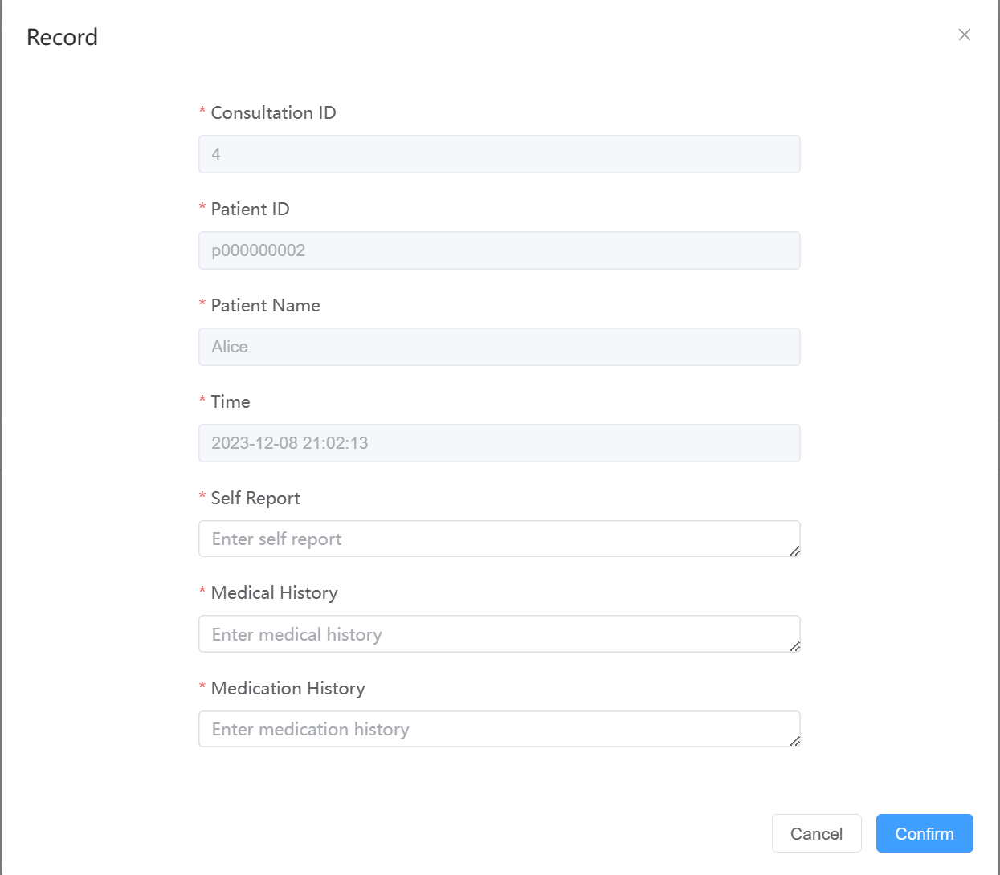 Record
* Consultation ID
4
* Patient ID
p000000002
* Patient Name
Alice
* Time
2023-12-08 21:02:13
* Self Report
Enter self report
* Medical History
Enter medical history
* Medication History
Enter medication history
Cancel Confirm